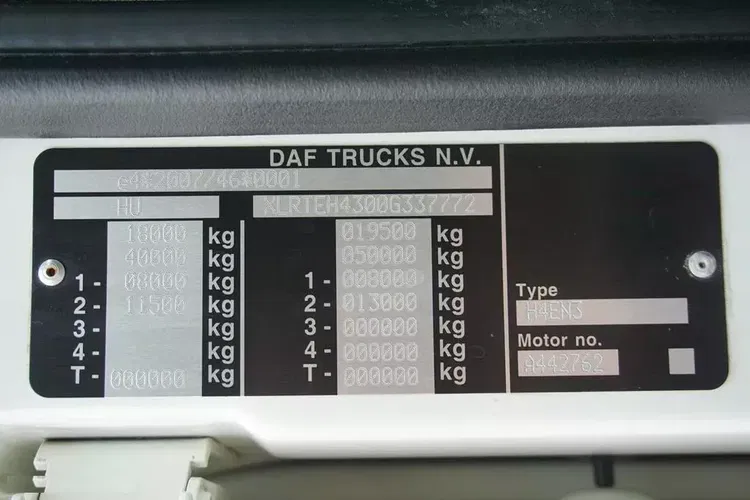 DAF TRUCKS N.V.
e4*2007/46*0001
HU XLRTEH4300G337772
18000 kg 019500 kg
40500 kg 050000 kg
1- 08000 kg 1- 008000 kg
2- 11500 kg 2- 013000 kg
3- kg 3- 000000 kg
4- kg 4- 000000 kg
T- 000000 kg T- 000000 kg
Type
H4EN3
Motor no.
A442762